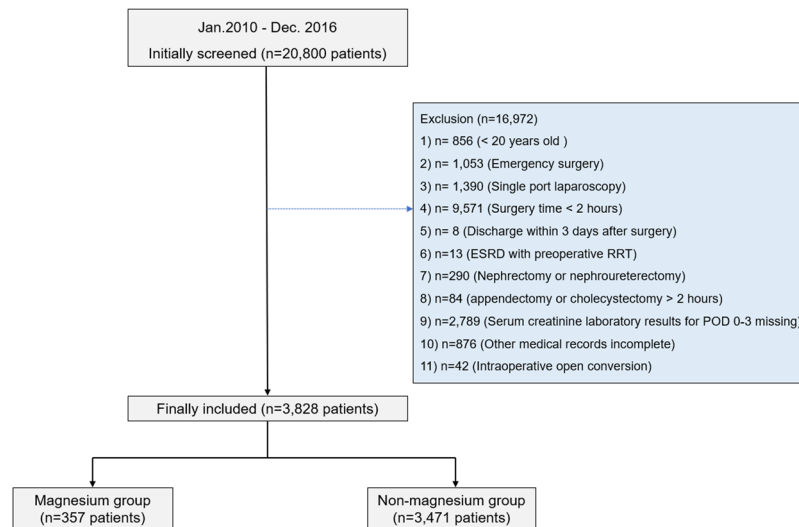 Jan.2010 - Dec. 2016
Initially screened (n=20,800 patients)
Exclusion (n=16,972)
1) n= 856 (< 20 years old )
2) n= 1,053 (Emergency surgery)
3) n= 1,390 (Single port laparoscopy)
4) n= 9,571 (Surgery time < 2 hours)
5) n= 8 (Discharge within 3 days after surgery)
6) n=13 (ESRD with preoperative RRT)
7) n=290 (Nephrectomy or nephroureterectomy)
8) n=84 (appendectomy or cholecystectomy > 2 hours)
9) n=2,789 (Serum creatinine laboratory results for POD 0-3 missing)
10) n=876 (Other medical records incomplete)
11) n=42 (Intraoperative open conversion)
Finally included (n=3,828 patients)
Magnesium group
(n=357 patients)
Non-magnesium group
(n=3,471 patients)